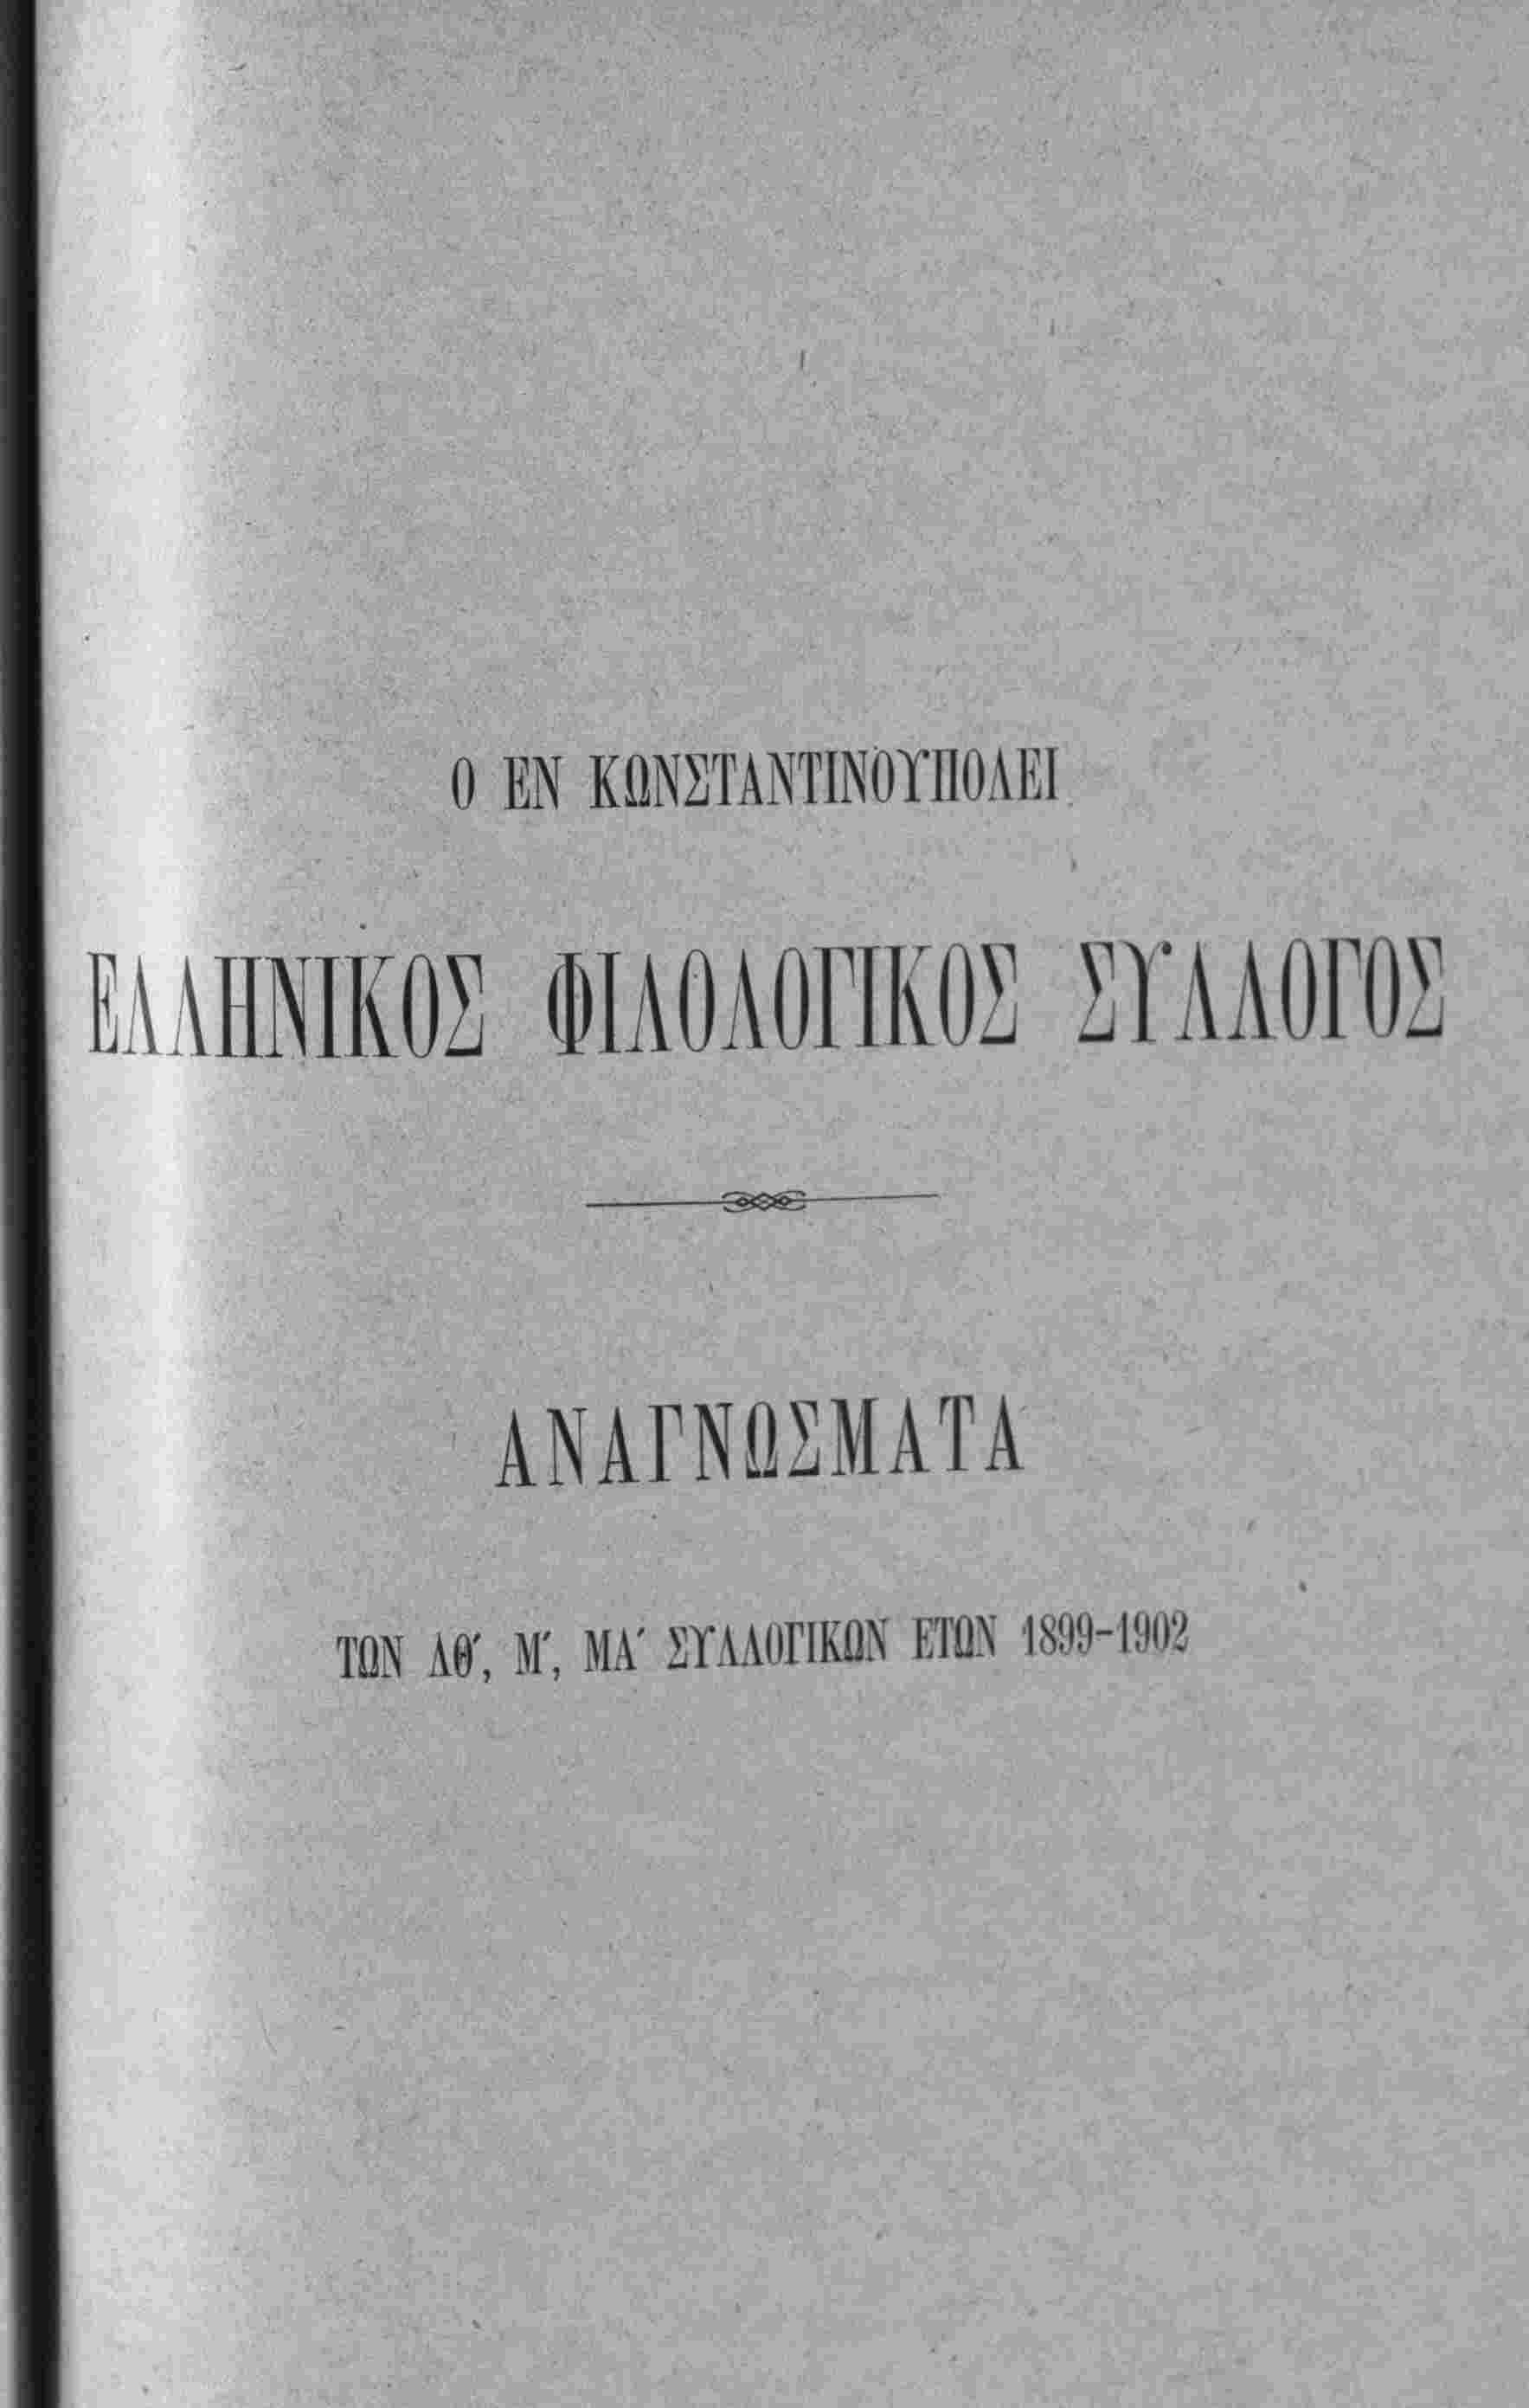 Ο ΕΝ ΚΩΝΣΤΑΝΤΙΝΟΥΠΟΛΕΙ
ΕΛΛΗΝΙΚΟΣ ΦΙΛΟΛΟΓΙΚΟΣ ΣΥΛΛΟΓΟΣ
ΑΝΑΓΝΩΣΜΑΤΑ
ΤΩΝ ΛΘ΄, Μ΄, ΜΑ΄ ΣΥΛΛΟΓΙΚΩΝ ΕΤΩΝ 1899-1902